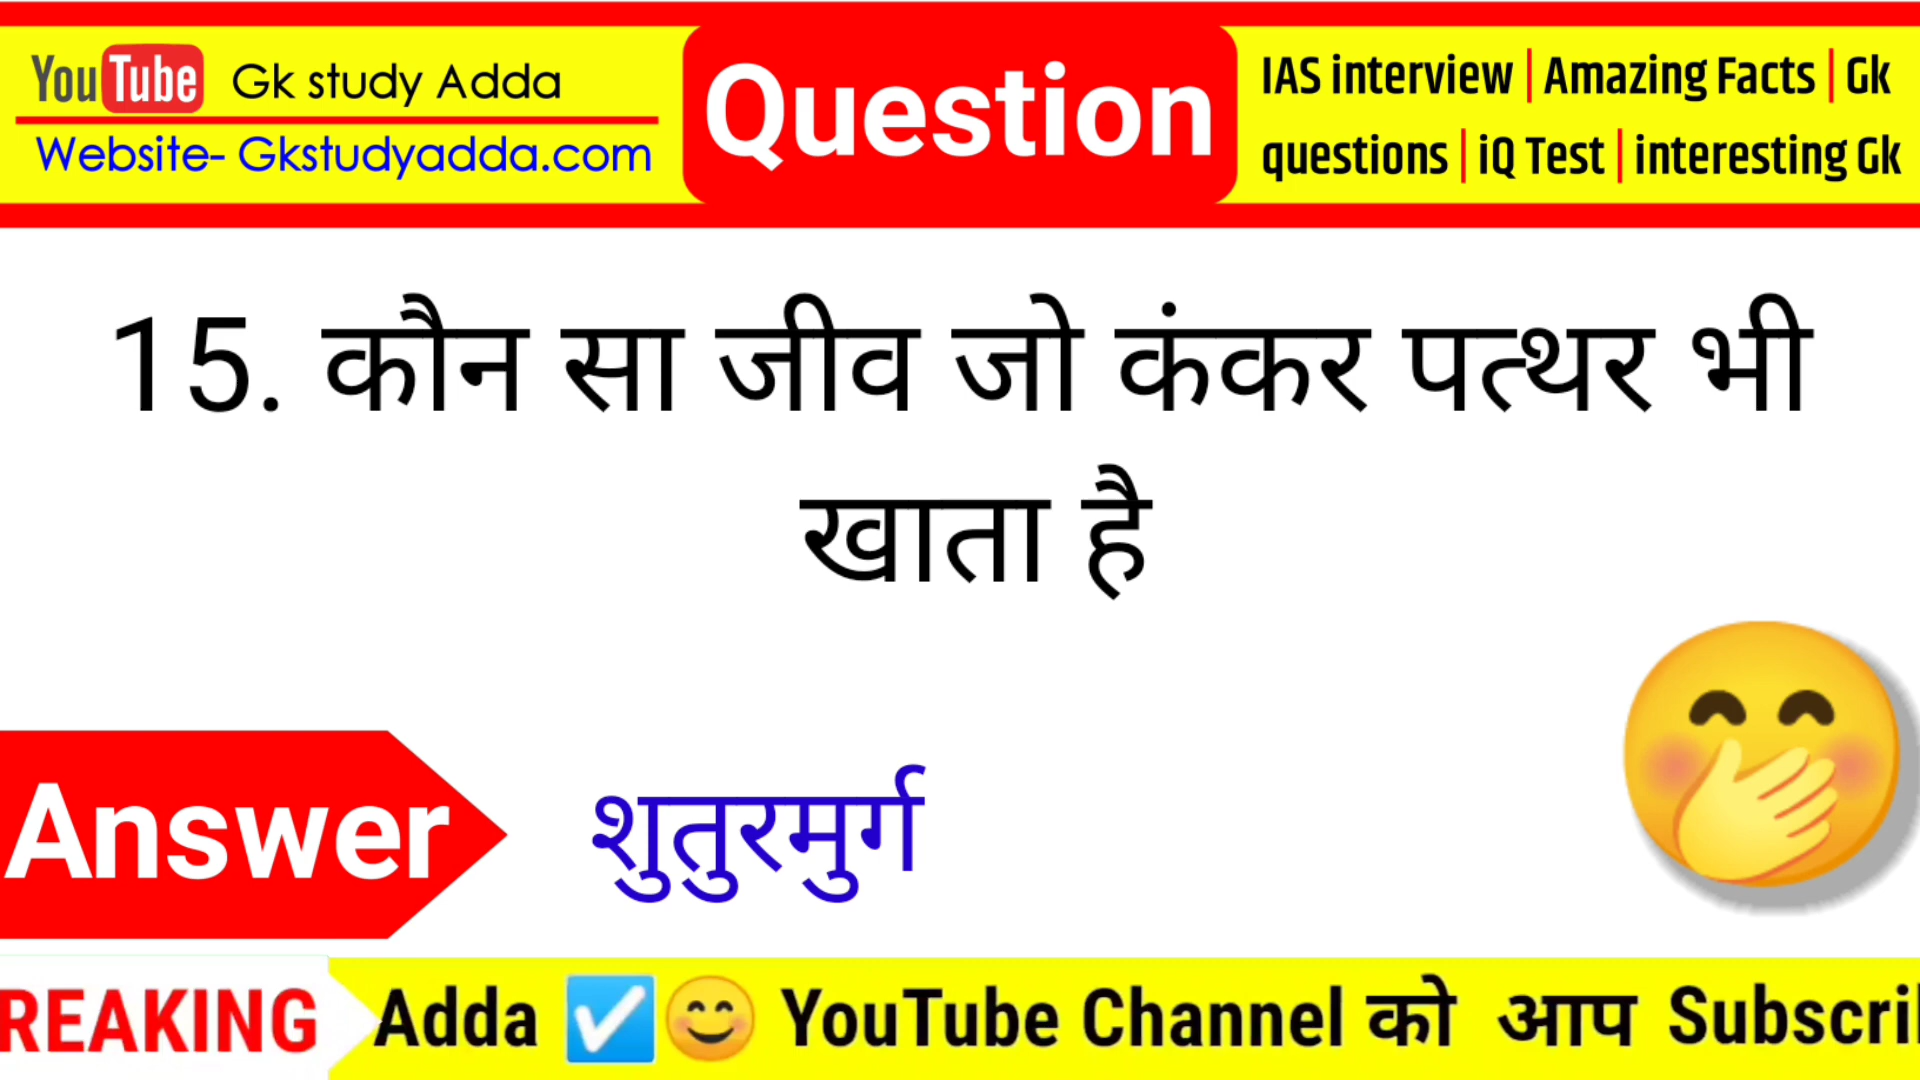 YouTube Gk study Adda
Website- Gkstudyadda.com
Question
IAS interview | Amazing Facts | Gk
questions | iQ Test | interesting Gk
15. कौन सा जीव जो कंकर पत्थर भी
खाता है
Answer
शुतुरमुर्ग
REAKING
Adda ✅😊 YouTube Channel को आप Subscri